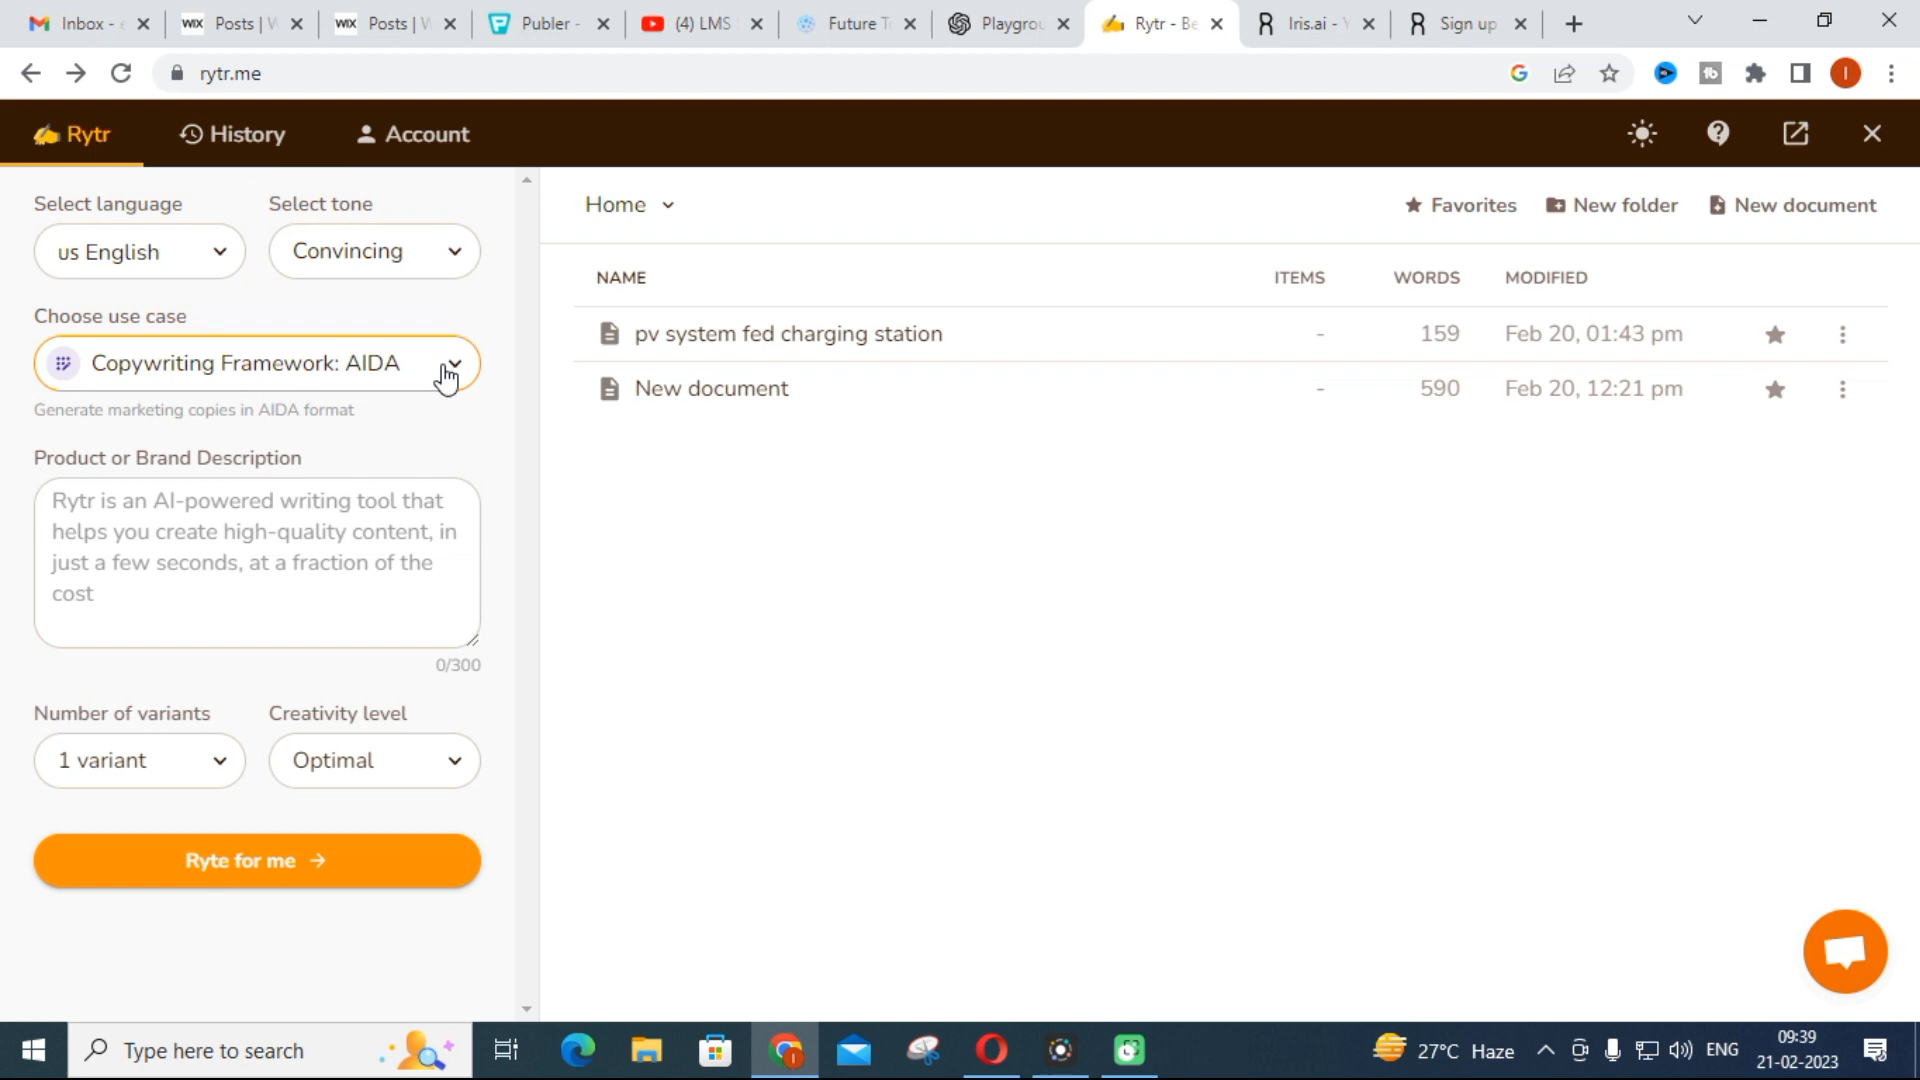 Inbox - e
WIX Posts | W
WIX Posts | W
Publer -
(4) LMS
Future T
Playgrou
Rytr - Be
Iris.ai - Y
Sign up
rytr.me
Rytr
History
Account
Select language
Select tone
us English
Convincing
Choose use case
Copywriting Framework: AIDA
Generate marketing copies in AIDA format
Product or Brand Description
Rytr is an AI-powered writing tool that
helps you create high-quality content, in
just a few seconds, at a fraction of the
cost
0/300
Number of variants
Creativity level
1 variant
Optimal
Ryte for me →
Home
Favorites
New folder
New document
NAME ITEMS WORDS MODIFIED
pv system fed charging station - 159 Feb 20, 01:43 pm
New document - 590 Feb 20, 12:21 pm
Type here to search
27°C Haze
ENG
09:39
21-02-2023